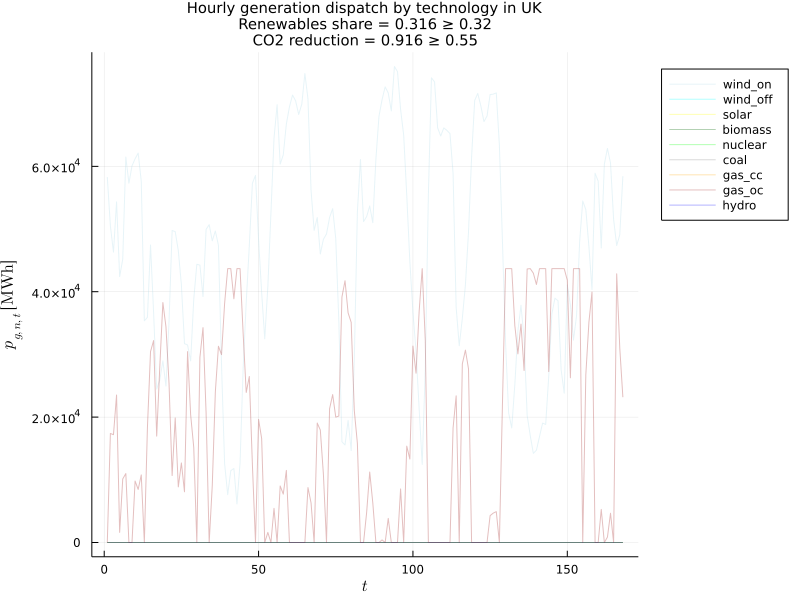 Hourly generation dispatch by technology in UK
Renewables share = 0.316 ≥ 0.32
CO2 reduction = 0.916 ≥ 0.55
wind_on
wind_off
solar
biomass
nuclear
coal
gas_cc
gas_oc
hydro
6.0×10⁴
4.0×10⁴
2.0×10⁴
0
p g,n,t [MWh]
0 50 100 150
t